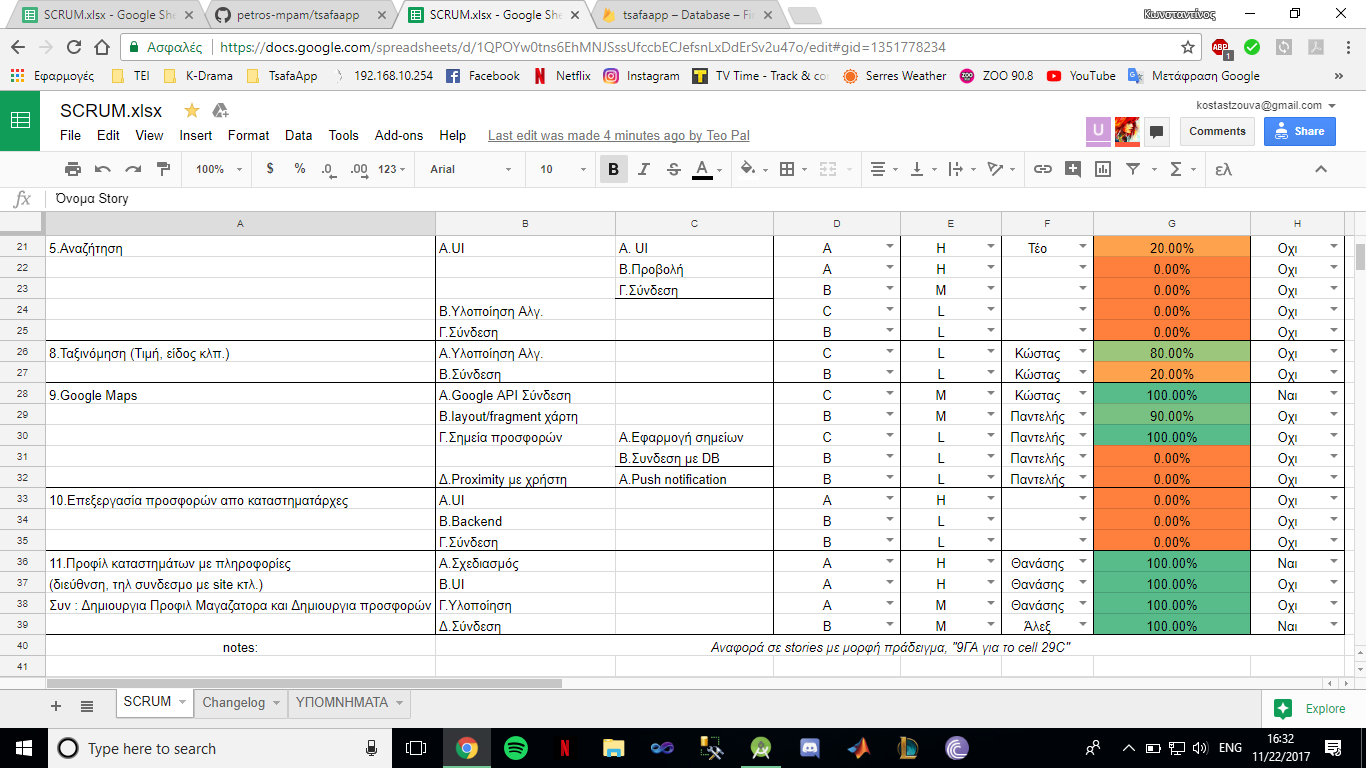 SCRUM.xlsx - Google She
petros-mpam/tsafaapp
SCRUM.xlsx - Google She
tsafaapp – Database – Fir
Κωνσταντίνος
Ασφαλές https://docs.google.com/spreadsheets/d/1QPOYw0tm6EhMNJSssUfccbECJefsnLxDdErSv2u47o/edit#gid=1351778234
ABP 1
Εφαρμογές TEI K-Drama TsafaApp 192.168.10.254 Facebook Netflix Instagram TV Time - Track & co Serres Weather ZOO 90.8 YouTube Μετάφραση Google »
SCRUM.xlsx
kostastzouva@gmail.com
File Edit View Insert Format Data Tools Add-ons Help Last edit was made 4 minutes ago by Teo Pal
U Comments Share
100% $ % .0 .00 123 Arial 10 B I S A Σ ελ
fx Όνομα Story
A B C D E F G H
21 5.Αναζήτηση Α.UI Α. UI A H Τέο 20.00% Οχι
22 Β.Προβολή A H 0.00% Οχι
23 Γ.Σύνδεση B M 0.00% Οχι
24 Β.Υλοποίηση Αλγ. C L 0.00% Οχι
25 Γ.Σύνδεση B L 0.00% Οχι
26 8.Ταξινόμηση (Τιμή, είδος κλπ.) Α.Υλοποίηση Αλγ. C L Κώστας 80.00% Οχι
27 Β.Σύνδεση B L Κώστας 20.00% Οχι
28 9.Google Maps Α.Google API Σύνδεση C M Κώστας 100.00% Ναι
29 B.layout/fragment χάρτη B M Παντελής 90.00% Οχι
30 Γ.Σημεία προσφορών Α.Εφαρμογή σημείων C L Παντελής 100.00% Οχι
31 Β.Συνδεση με DB B L Παντελής 0.00% Οχι
32 Δ.Proximity με χρήστη Α.Push notification B L Παντελής 0.00% Οχι
33 10.Επεξεργασία προσφορών απο καταστηματάρχες Α.UI A H 0.00% Οχι
34 Β.Backend B L 0.00% Οχι
35 Γ.Σύνδεση B L 0.00% Οχι
36 11.Προφίλ καταστημάτων με πληροφορίες Α.Σχεδιασμός A H Θανάσης 100.00% Ναι
37 (διεύθνση, τηλ συνδεσμο με site κτλ.) Β.UI A H Θανάσης 100.00% Οχι
38 Συν : Δημιουργια Προφιλ Μαγαζατορα και Δημιουργια προσφορών Γ.Υλοποίηση A M Θανάσης 100.00% Οχι
39 Δ.Σύνδεση B M Άλεξ 100.00% Ναι
40 notes: Αναφορά σε stories με μορφή πράδειγμα, "9ΓΑ για το cell 29C"
41
SCRUM Changelog ΥΠΟΜΝΗΜΑΤΑ Explore
Type here to search
ENG 16:32
11/22/2017